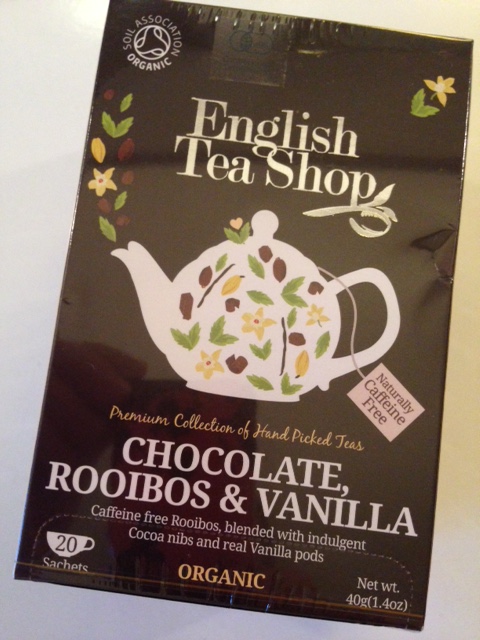 SOIL ASSOCIATION
ORGANIC
English
Tea Shop
Naturally
Caffeine
Free
Premium Collection of Hand Picked Teas
CHOCOLATE,
ROOIBOS & VANILLA
Caffeine free Rooibos, blended with indulgent
Cocoa nibs and real Vanilla pods
20
Sachets
ORGANIC
Net wt.
40g(1.4oz)